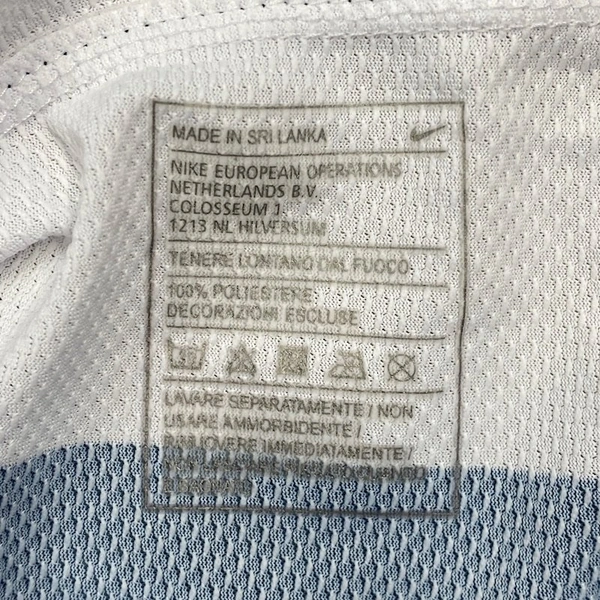 MADE IN SRI LANKA
NIKE EUROPEAN OPERATIONS
NETHERLANDS B.V.
COLOSSEUM 1
1213 NL HILVERSUM
TENERE LONTANO DAL FUOCO
100% POLIESTERE
DECORAZIONI ESCLUSE
LAVARE SEPARATAMENTE / NON
USARE AMMORBIDENTE /
RIMUOVERE IMMEDIATAMENTE /